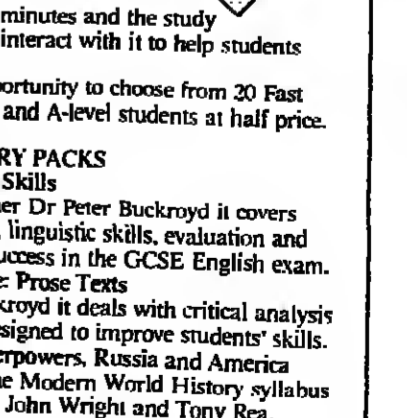 minutes and the study
interact with it to help students
portunity to choose from 20 Fast
and A-level students at half price.
RY PACKS
Skills
er Dr Peter Buckroyd it covers
, linguistic skills, evaluation and
uccess in the GCSE English exam.
e: Prose Texts
kroyd it deals with critical analysis
signed to improve students' skills.
erpowers, Russia and America
e Modern World History syllabus
John Wright and Tony Rea